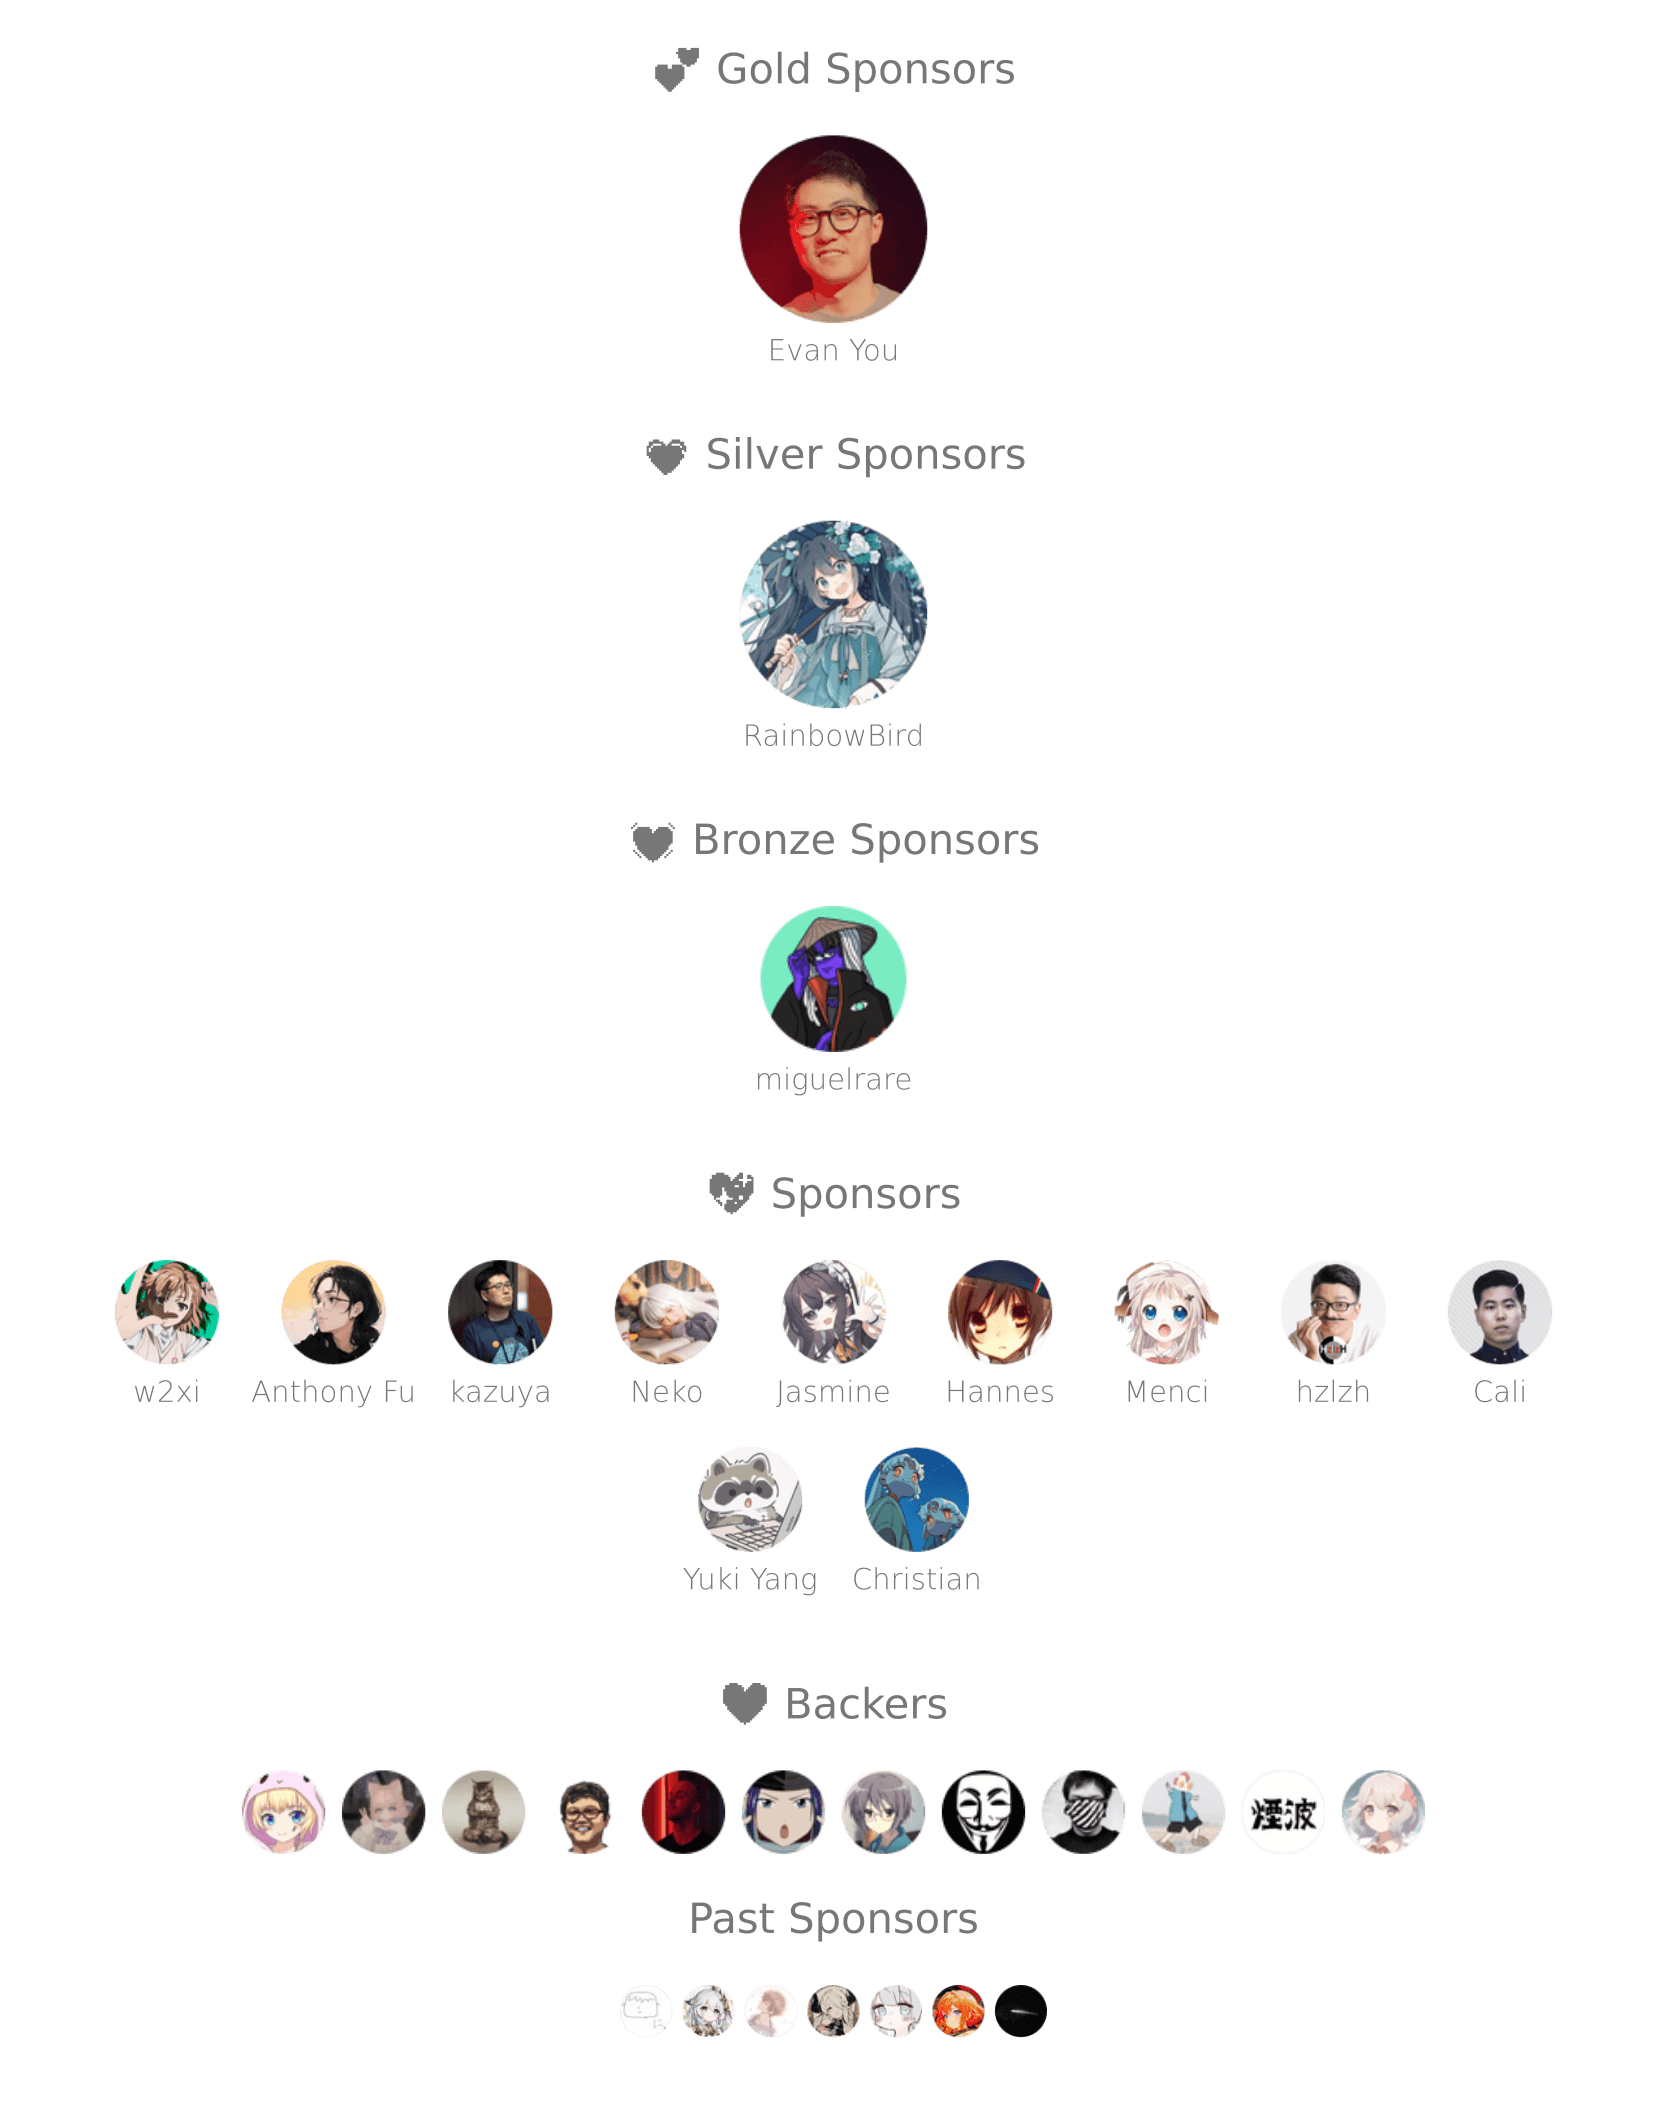 Gold Sponsors
Evan You
Silver Sponsors
RainbowBird
Bronze Sponsors
miguelrare
Sponsors
w2xi Anthony Fu kazuya Neko Jasmine Hannes Menci hzlzh Cali
Yuki Yang Christian
Backers
煙波
Past Sponsors